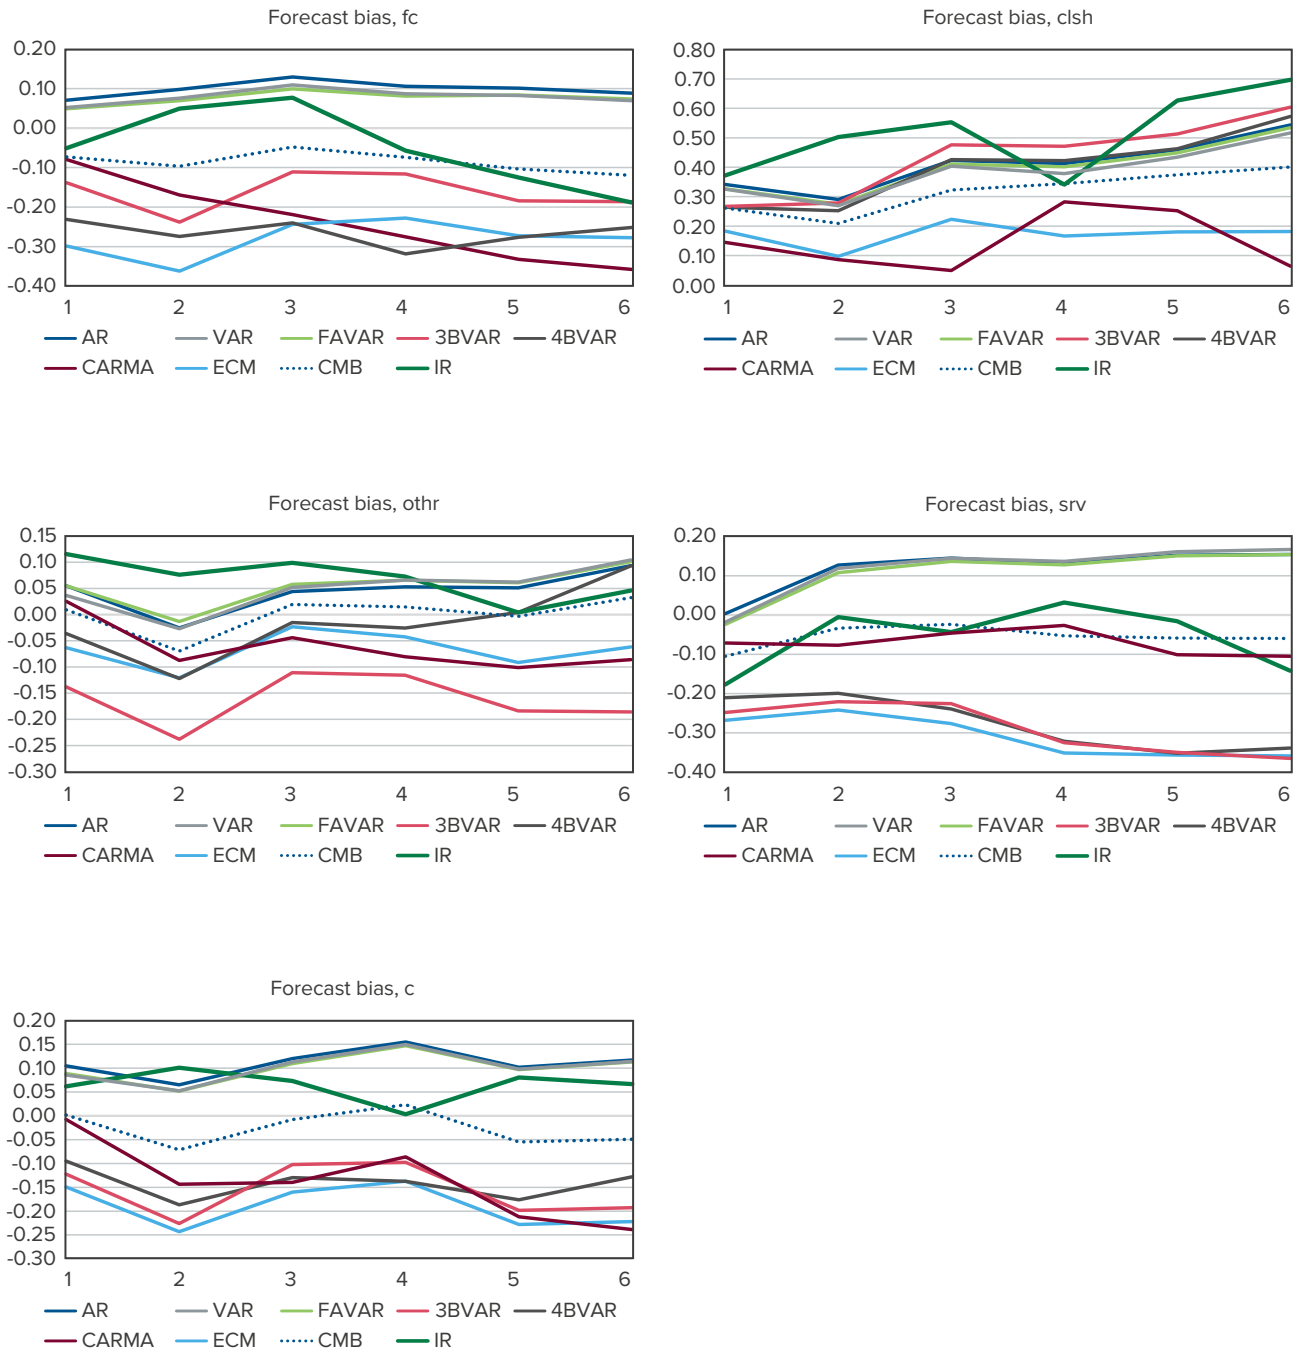 Forecast bias, fc
0.20
0.10
0.00
-0.10
-0.20
-0.30
-0.40
1 2 3 4 5 6
AR VAR FAVAR 3BVAR 4BVAR
CARMA ECM CMB IR
Forecast bias, clsh
0.80
0.70
0.60
0.50
0.40
0.30
0.20
0.10
0.00
1 2 3 4 5 6
AR VAR FAVAR 3BVAR 4BVAR
CARMA ECM CMB IR
Forecast bias, othr
0.15
0.10
0.05
0.00
-0.05
-0.10
-0.15
-0.20
-0.25
-0.30
1 2 3 4 5 6
AR VAR FAVAR 3BVAR 4BVAR
CARMA ECM CMB IR
Forecast bias, srv
0.20
0.10
0.00
-0.10
-0.20
-0.30
-0.40
1 2 3 4 5 6
AR VAR FAVAR 3BVAR 4BVAR
CARMA ECM CMB IR
Forecast bias, c
0.20
0.15
0.10
0.05
0.00
-0.05
-0.10
-0.15
-0.20
-0.25
-0.30
1 2 3 4 5 6
AR VAR FAVAR 3BVAR 4BVAR
CARMA ECM CMB IR